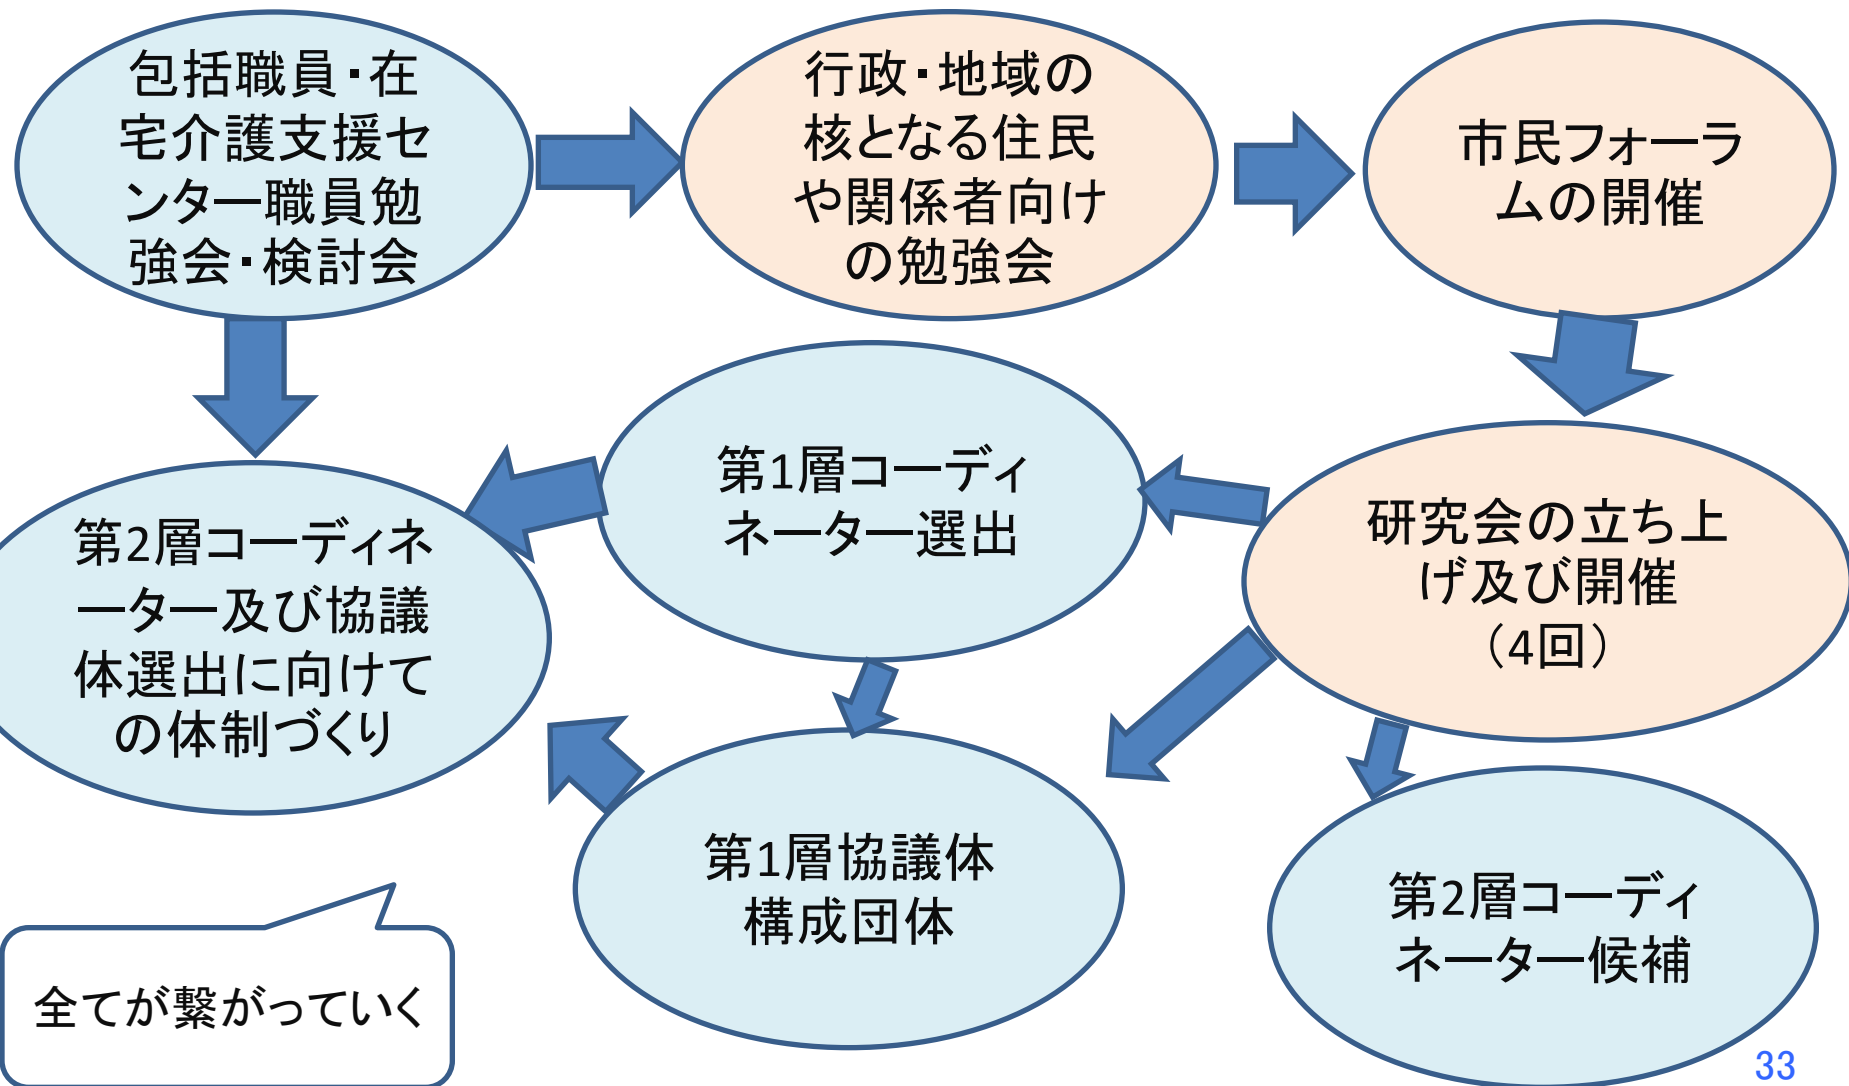 包括職員・在
宅介護支援セ
ンター職員勉
強会・検討会
行政・地域の
核となる住民
や関係者向け
の勉強会
市民フォーラ
ムの開催
第1層コーディ
ネーター選出
研究会の立ち上
げ及び開催
（4回）
第2層コーディネ
ーター及び協議
体選出に向けて
の体制づくり
第1層協議体
構成団体
第2層コーディ
ネーター候補
全てが繋がっていく
33